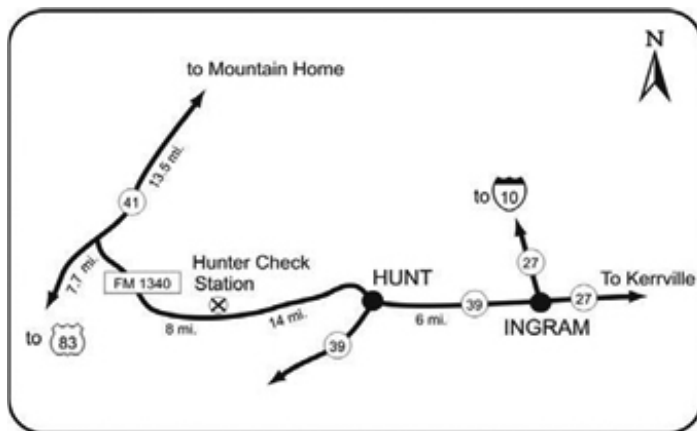 N
to Mountain Home
13.5 mi.
41
to 10
27
7.7 mi.
FM 1340
Hunter Check
Station
HUNT
To Kerrville
27
39
INGRAM
8 mi.
14 mi.
6 mi.
to 83
39